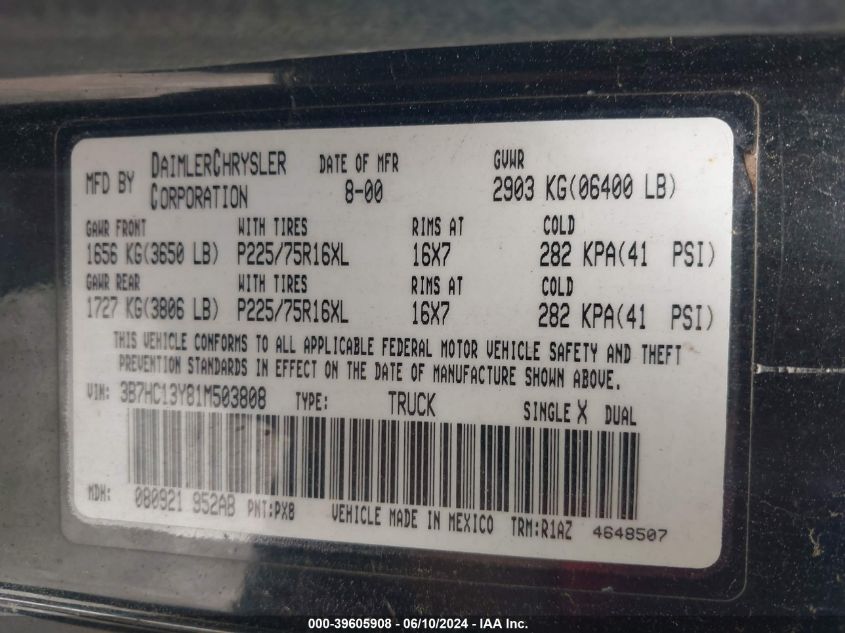 MFD BY DAIMLERCHRYSLER CORPORATION DATE OF MFR 8-00 GVWR 2903 KG(06400 LB)
GAWR FRONT WITH TIRES RIMS AT COLD
1656 KG(3650 LB) P225/75R16XL 16X7 282 KPA(41 PSI)
GAWR REAR WITH TIRES RIMS AT COLD
1727 KG(3806 LB) P225/75R16XL 16X7 282 KPA(41 PSI)
THIS VEHICLE CONFORMS TO ALL APPLICABLE FEDERAL MOTOR VEHICLE SAFETY AND THEFT
PREVENTION STANDARDS IN EFFECT ON THE DATE OF MANUFACTURE SHOWN ABOVE.
VIN: 3B7HC13Y81M503808 TYPE: TRUCK SINGLE X DUAL
MDH: 080921 952AB PNT:PX8 VEHICLE MADE IN MEXICO TRM:R1AZ 4648507
000-39605908 - 06/10/2024 - IAA Inc.